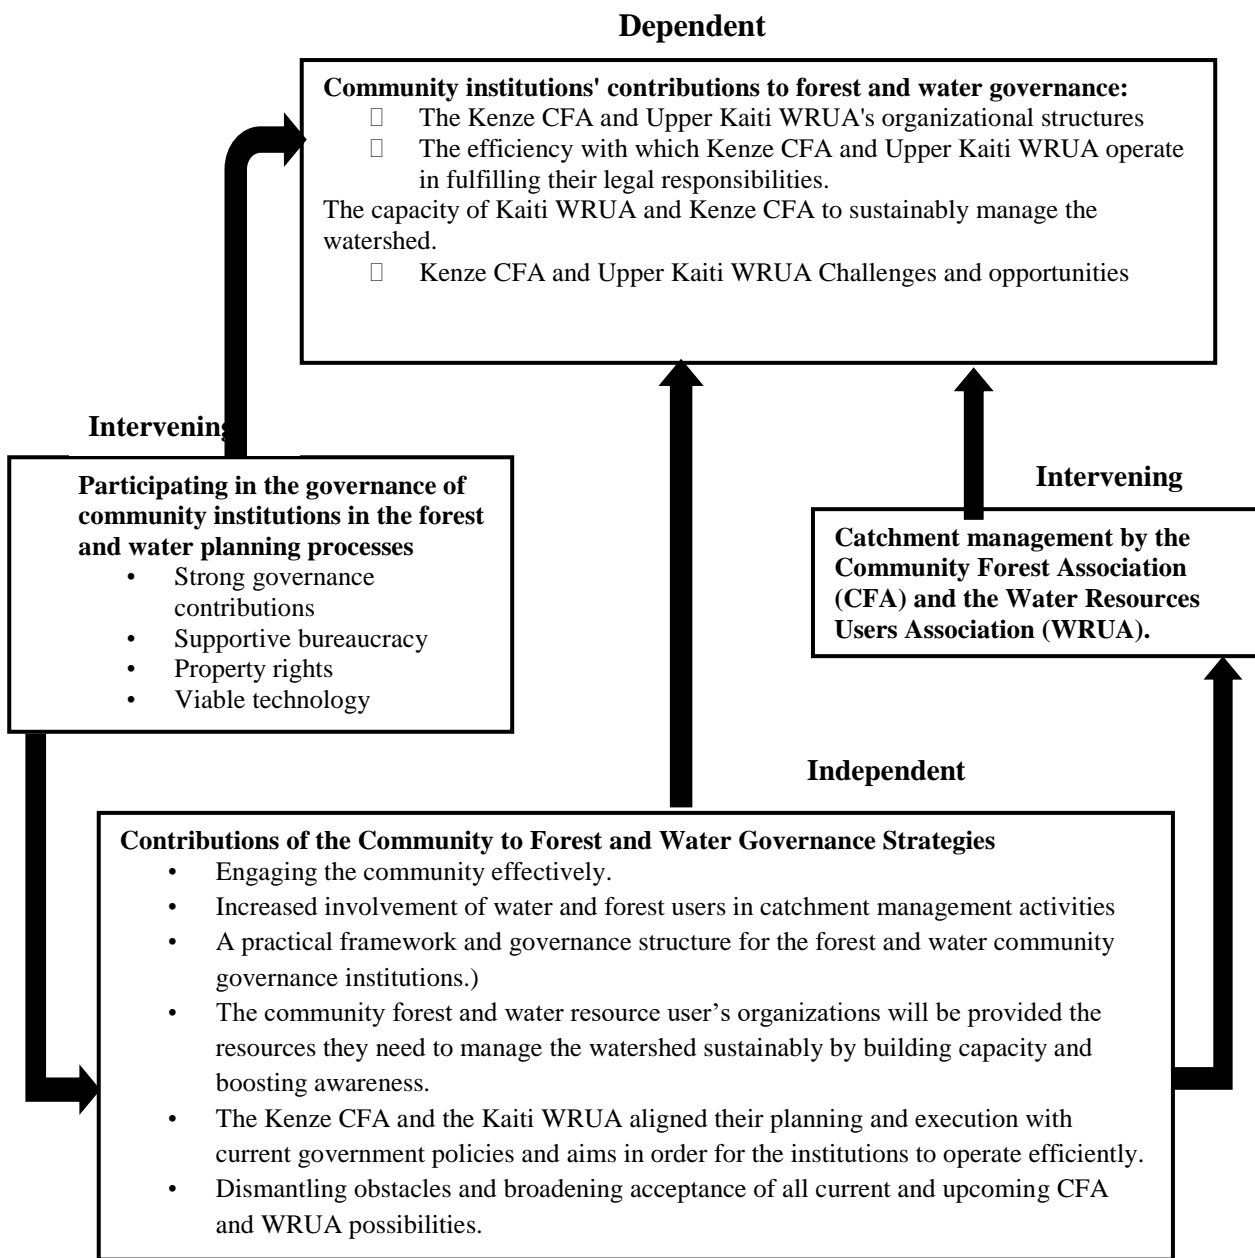 Dependent
Community institutions' contributions to forest and water governance:
The Kenze CFA and Upper Kaiti WRUA's organizational structures
The efficiency with which Kenze CFA and Upper Kaiti WRUA operate
in fulfilling their legal responsibilities.
The capacity of Kaiti WRUA and Kenze CFA to sustainably manage the
watershed.
Kenze CFA and Upper Kaiti WRUA Challenges and opportunities
Intervening
Participating in the governance of
community institutions in the forest
and water planning processes
• Strong governance
contributions
• Supportive bureaucracy
• Property rights
• Viable technology
Intervening
Catchment management by the
Community Forest Association
(CFA) and the Water Resources
Users Association (WRUA).
Independent
Contributions of the Community to Forest and Water Governance Strategies
• Engaging the community effectively.
• Increased involvement of water and forest users in catchment management activities
• A practical framework and governance structure for the forest and water community
governance institutions.)
• The community forest and water resource user’s organizations will be provided the
resources they need to manage the watershed sustainably by building capacity and
boosting awareness.
• The Kenze CFA and the Kaiti WRUA aligned their planning and execution with
current government policies and aims in order for the institutions to operate efficiently.
• Dismantling obstacles and broadening acceptance of all current and upcoming CFA
and WRUA possibilities.